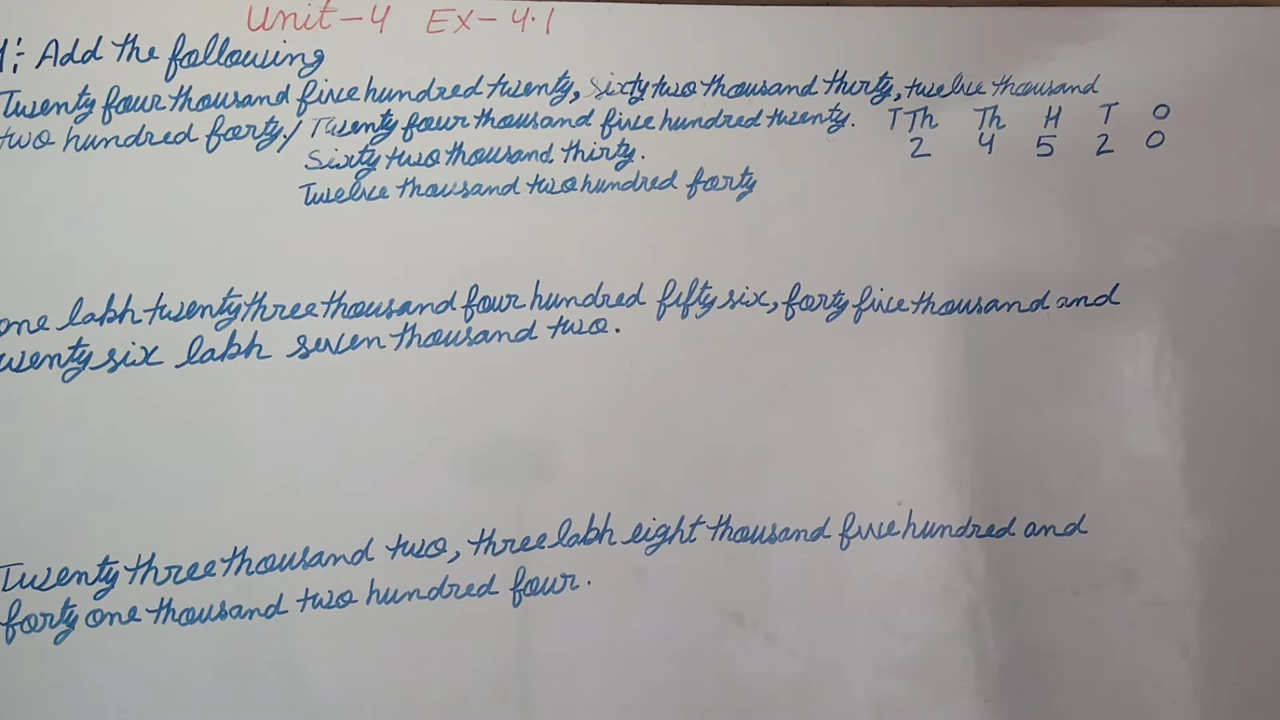 Unit-4 Ex-4.1
1:- Add the following
Twenty four thousand five hundred twenty, sixty two thousand thirty, twelve thousand
two hundred forty./ Twenty four thousand five hundred twenty. TTh Th H T O
Sixty two thousand thirty. 2 4 5 2 0
Twelve thousand two hundred forty
one lakh twenty three thousand four hundred fifty six, forty five thousand and
wenty six lakh seven thousand two.
Twenty three thousand two, three lakh eight thousand five hundred and
forty one thousand two hundred four.